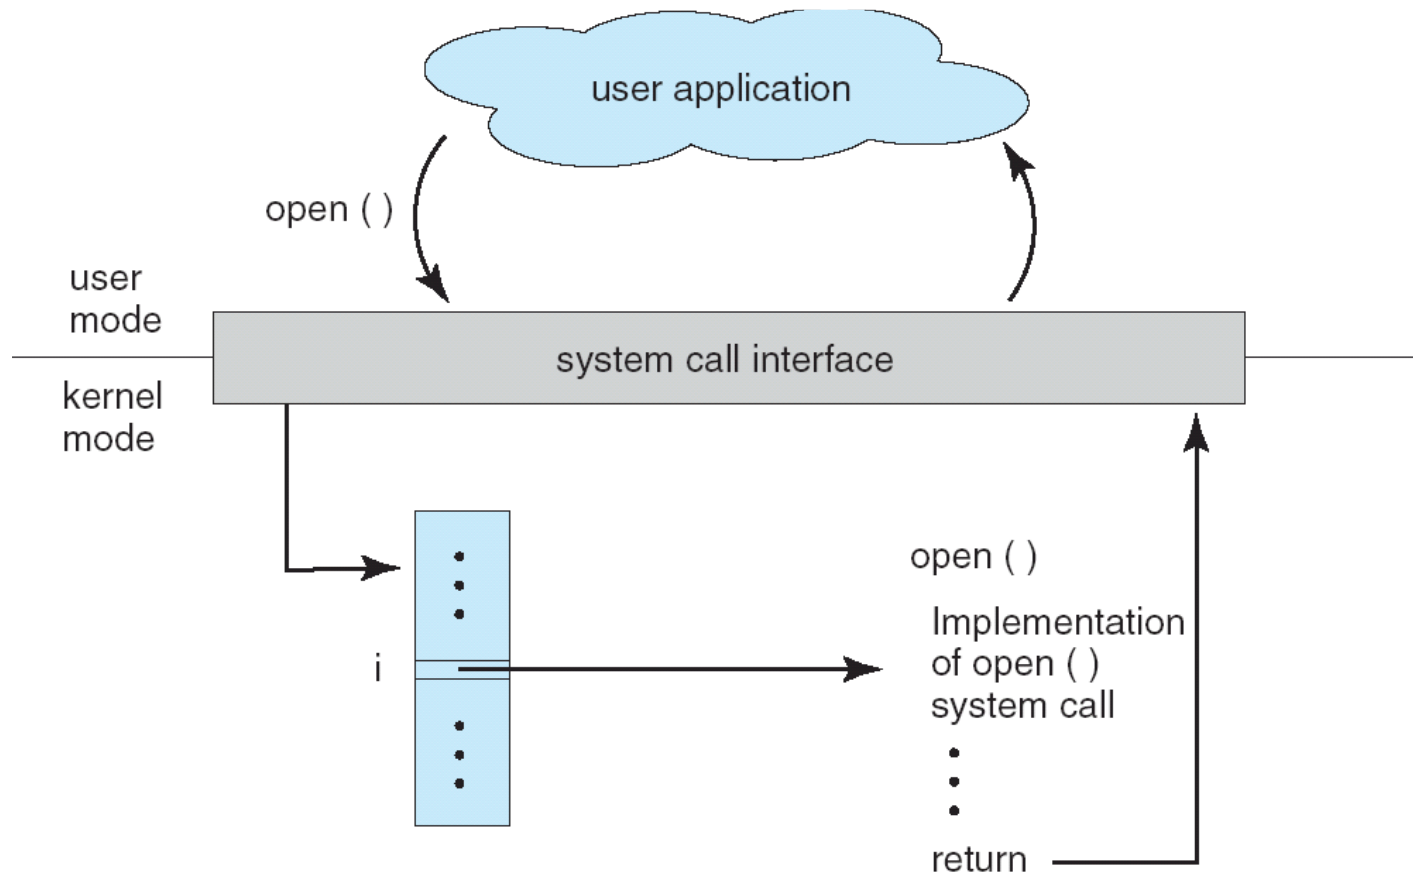 user application
open ( )
user
mode
system call interface
kernel
mode
open ( )
Implementation
of open ( )
system call
i
return